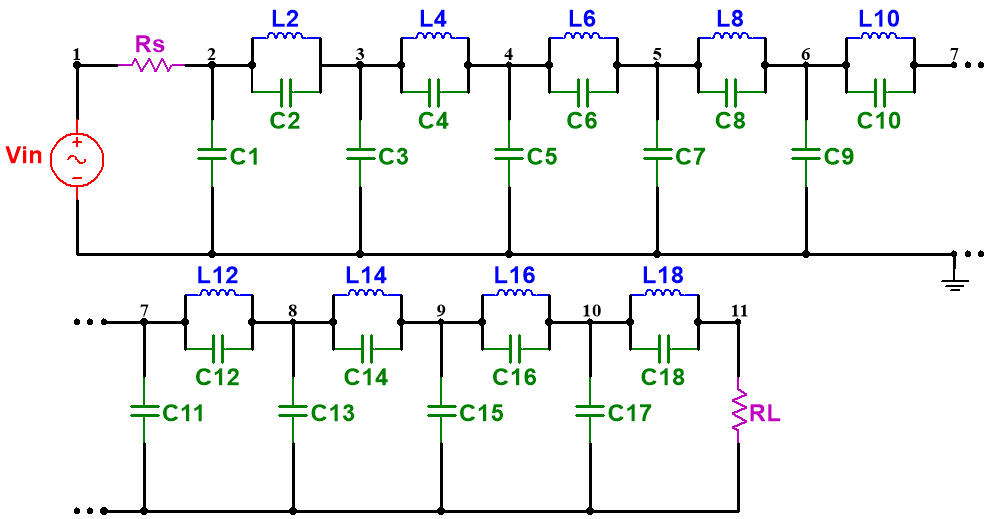 L2 L4 L6 L8 L10
1 Rs 2 3 4 5 6 7
C2 C4 C6 C8 C10
Vin C1 C3 C5 C7 C9
L12 L14 L16 L18
7 8 9 10 11
C12 C14 C16 C18
C11 C13 C15 C17 RL